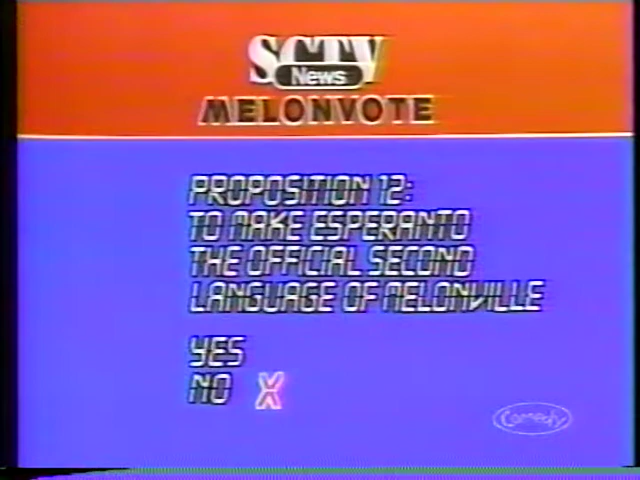 SCTV
News
MELONVOTE
PROPOSITION 12:
TO MAKE ESPERANTO
THE OFFICIAL SECOND
LANGUAGE OF MELONVILLE
YES
NO X
Comedy